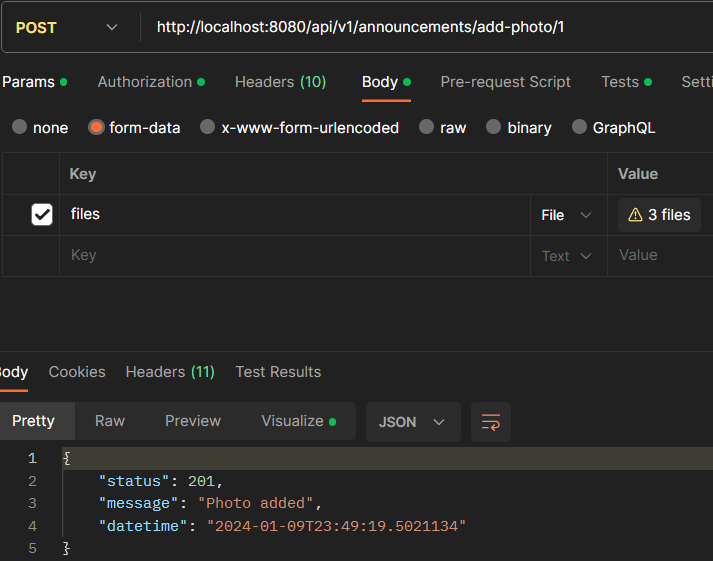 POST http://localhost:8080/api/v1/announcements/add-photo/1
Params Authorization Headers (10) Body Pre-request Script Tests Setti
none form-data x-www-form-urlencoded raw binary GraphQL
Key Value
files File 3 files
Key Text Value
Body Cookies Headers (11) Test Results
Pretty Raw Preview Visualize JSON
1 {
2 "status": 201,
3 "message": "Photo added",
4 "datetime": "2024-01-09T23:49:19.5021134"
5 }